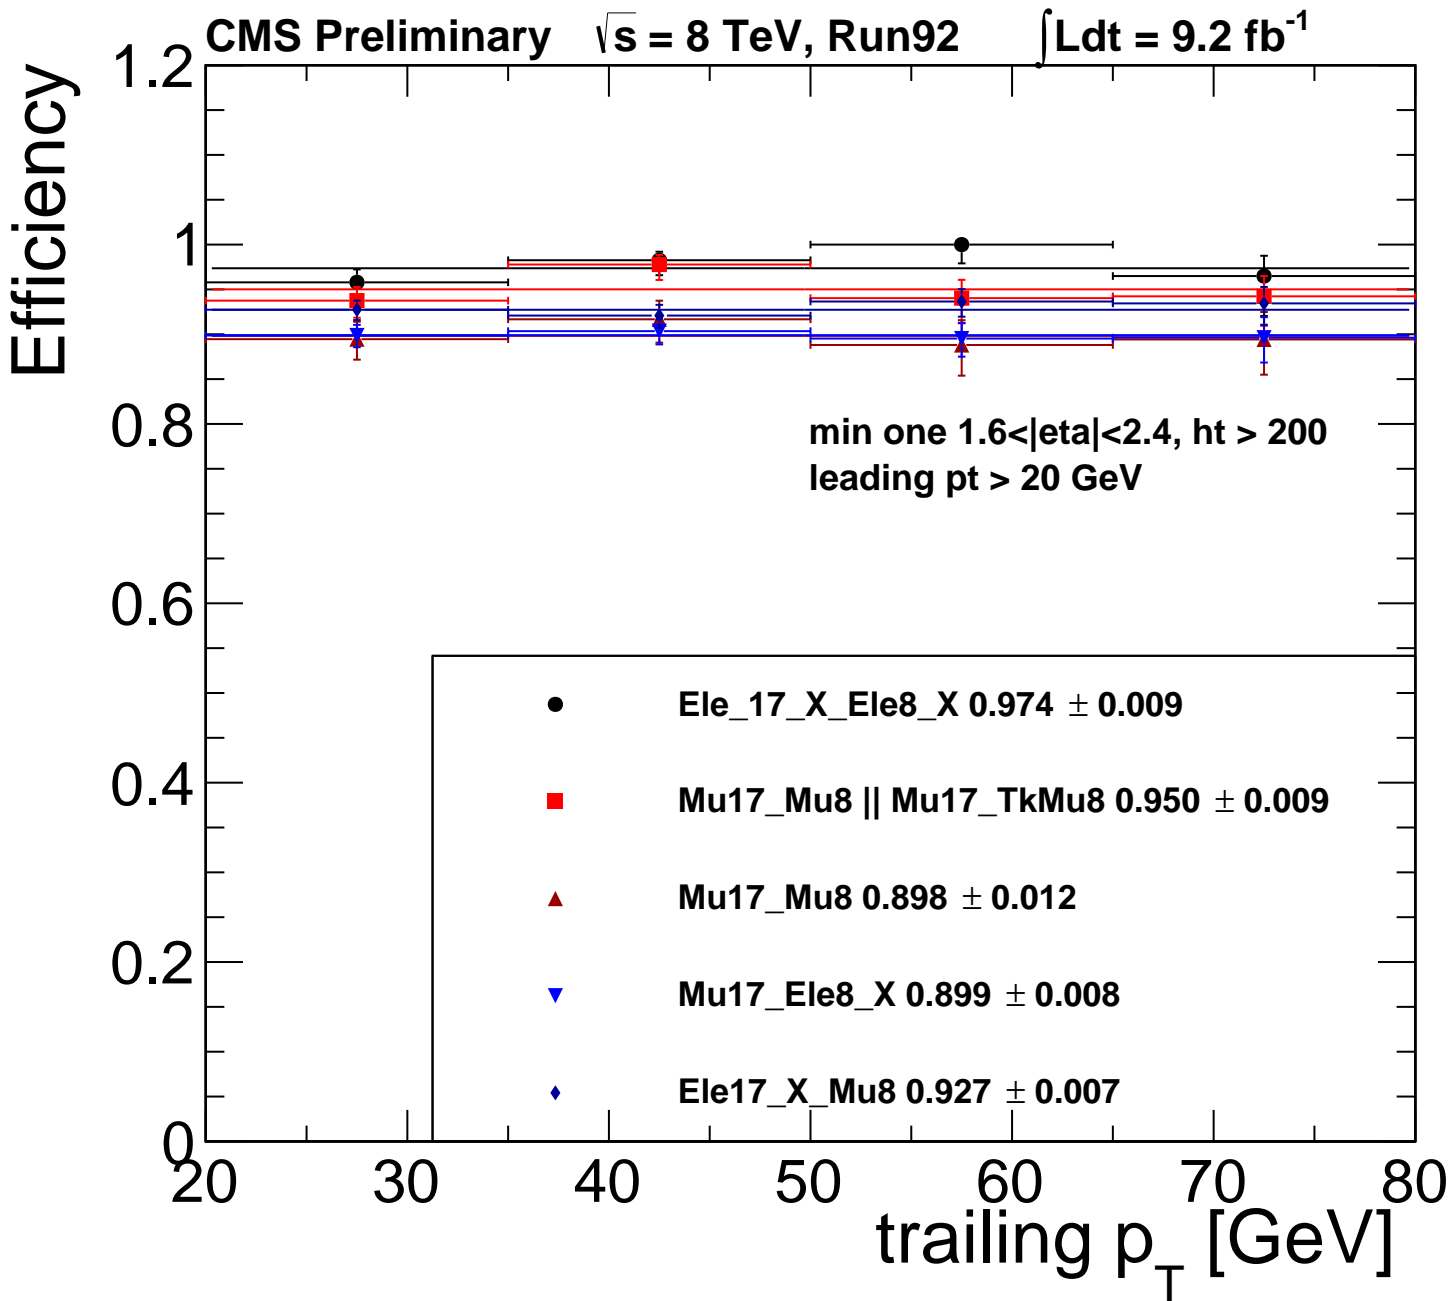 CMS Preliminary √s = 8 TeV, Run92 ∫Ldt = 9.2 fb⁻¹
Efficiency
1.2
1
0.8
0.6
0.4
0.2
0
min one 1.6<|eta|<2.4, ht > 200
leading pt > 20 GeV
Ele_17_X_Ele8_X 0.974 ± 0.009
Mu17_Mu8 || Mu17_TkMu8 0.950 ± 0.009
Mu17_Mu8 0.898 ± 0.012
Mu17_Ele8_X 0.899 ± 0.008
Ele17_X_Mu8 0.927 ± 0.007
20 30 40 50 60 70 80
trailing p_T [GeV]